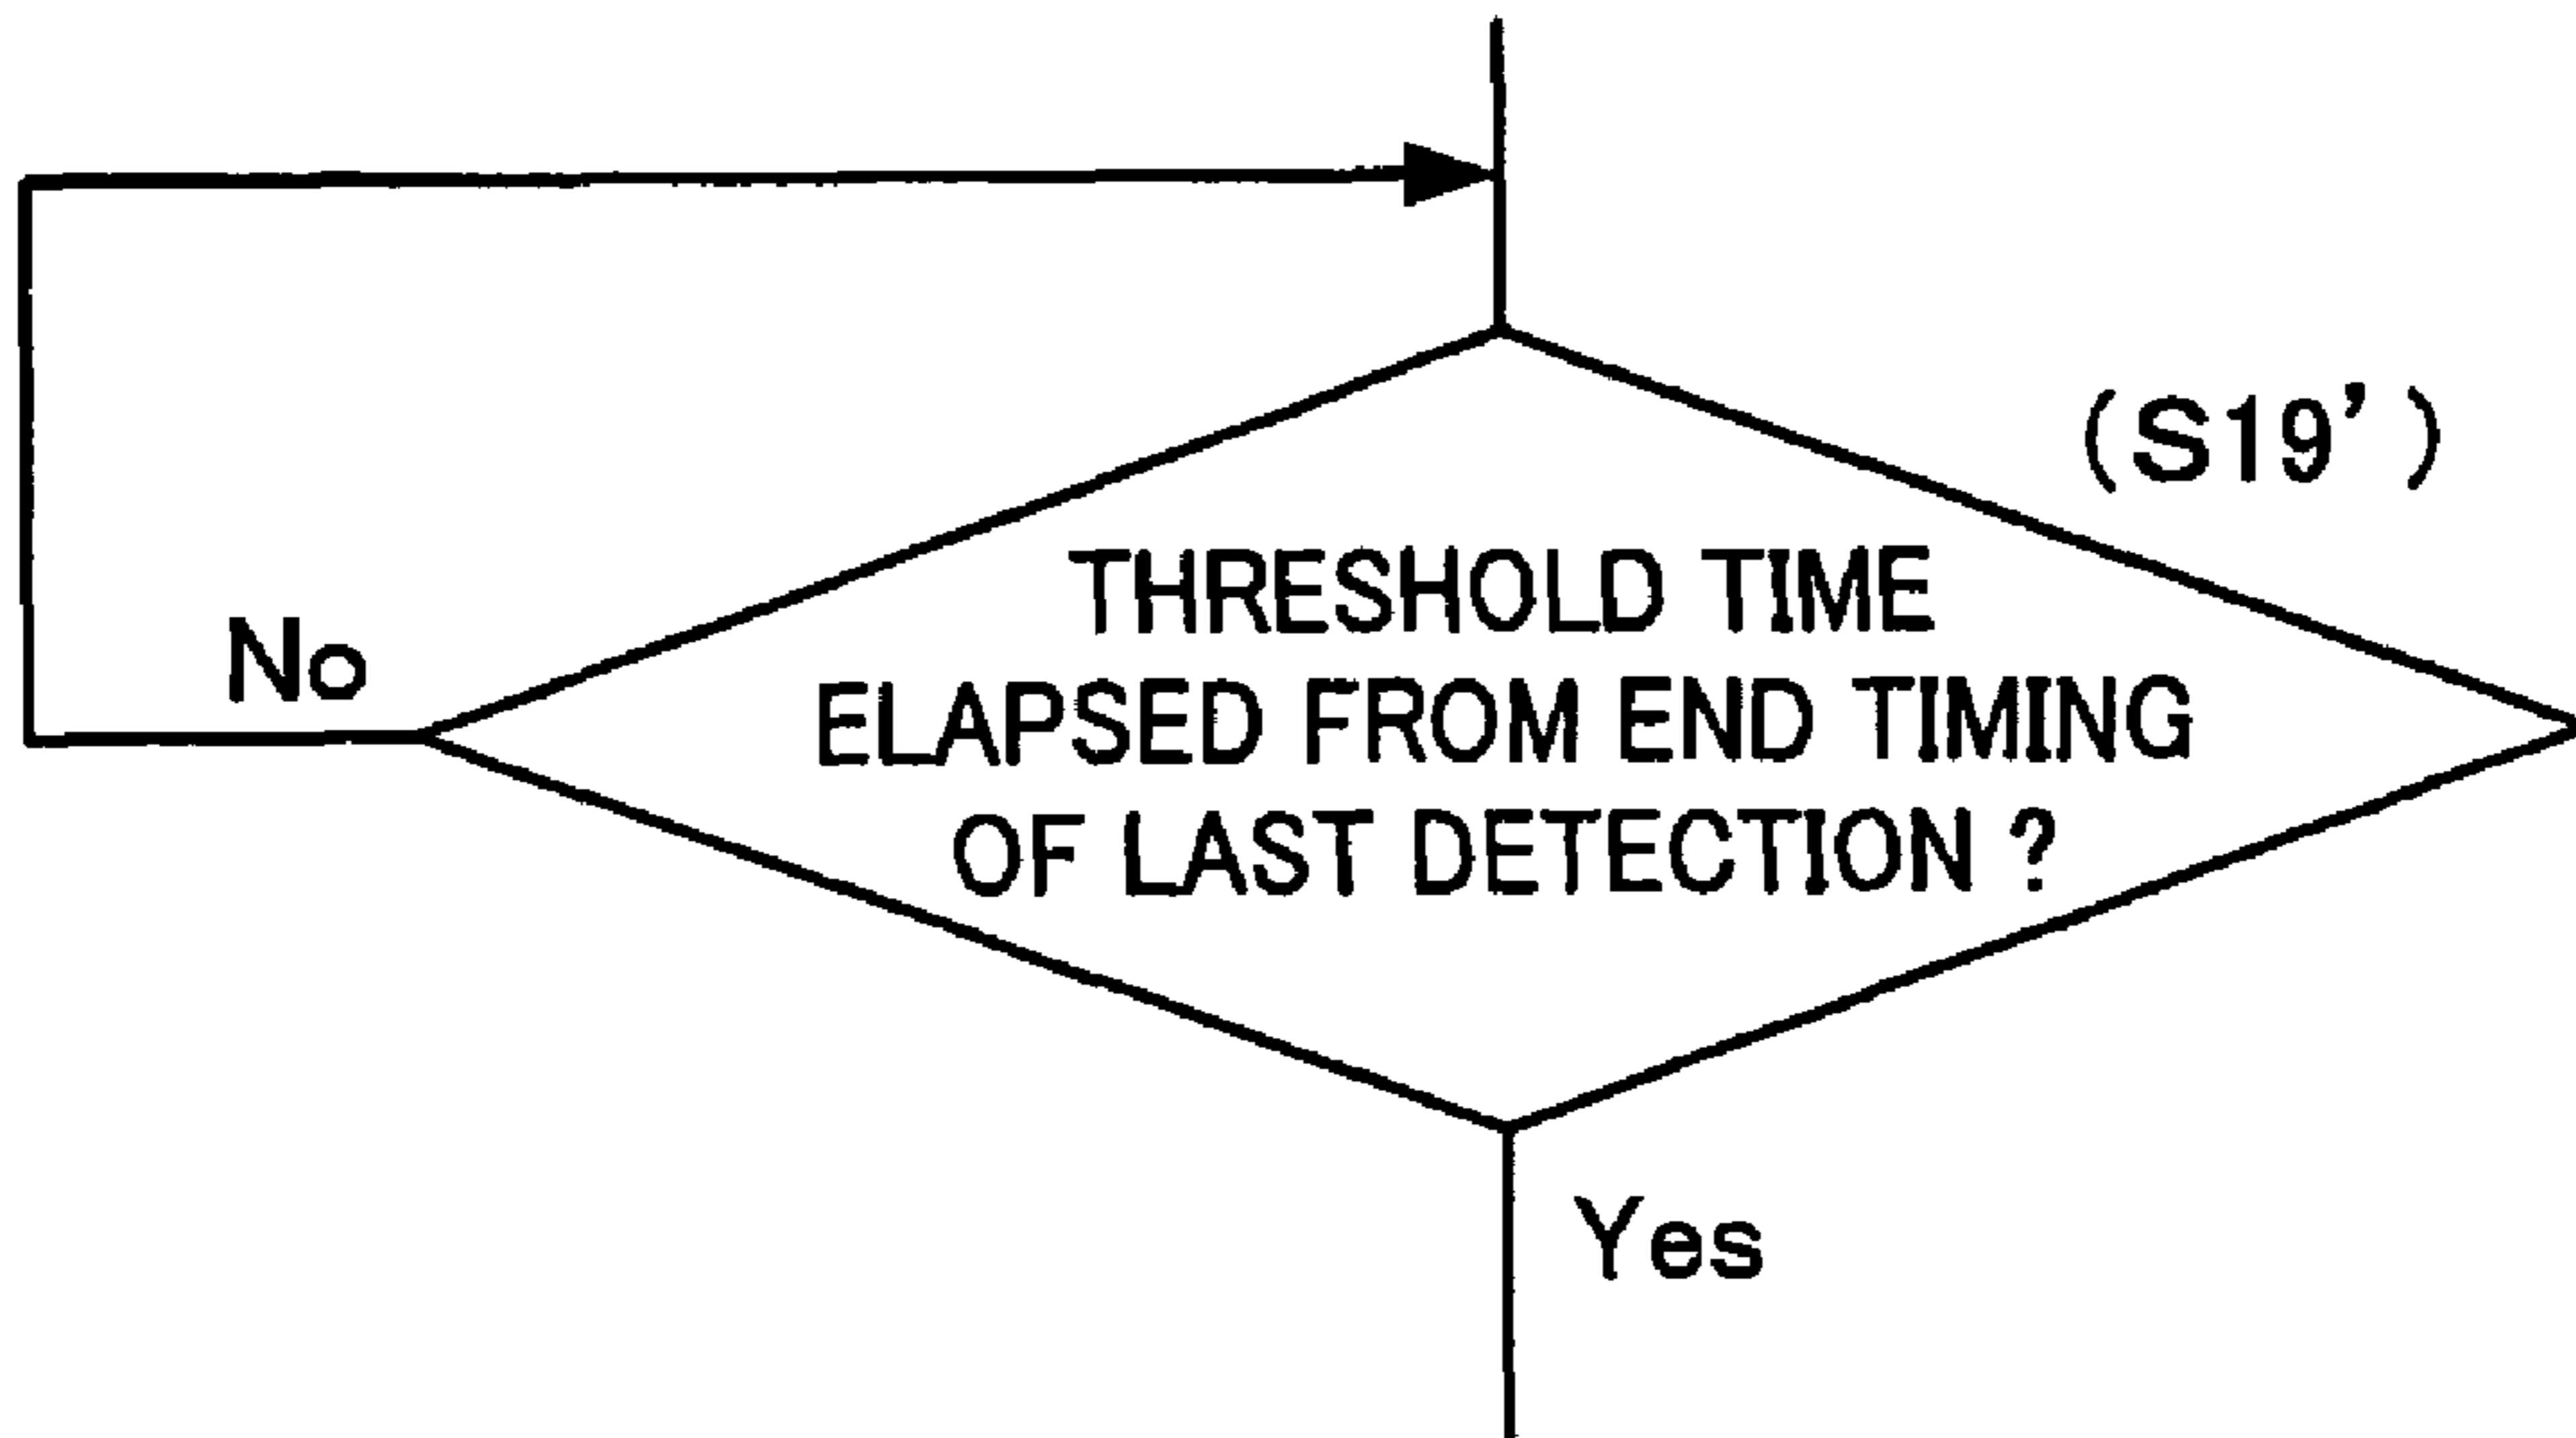 (S19')
THRESHOLD TIME
No
ELAPSED FROM END TIMING
OF LAST DETECTION ?
Yes